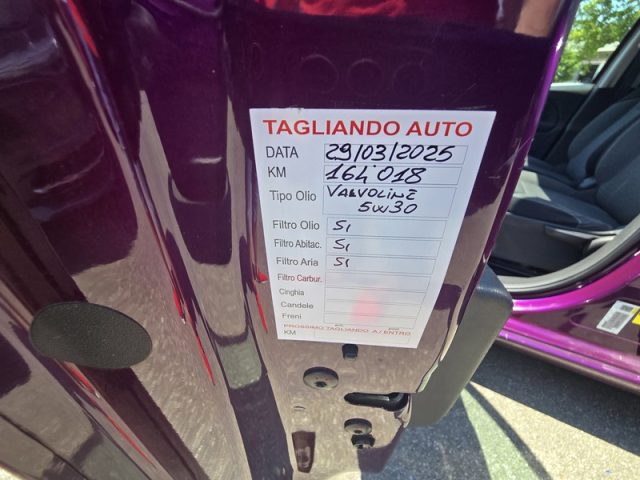 TAGLIANDO AUTO
DATA 29/03/2025
KM 164'018
Tipo Olio VALVOLINE
5W30
Filtro Olio SI
Filtro Abitac. SI
Filtro Aria SI
Filtro Carbur.
Cinghia
Candele
Freni
PROSSIMO TAGLIANDO A / ENTRO
KM